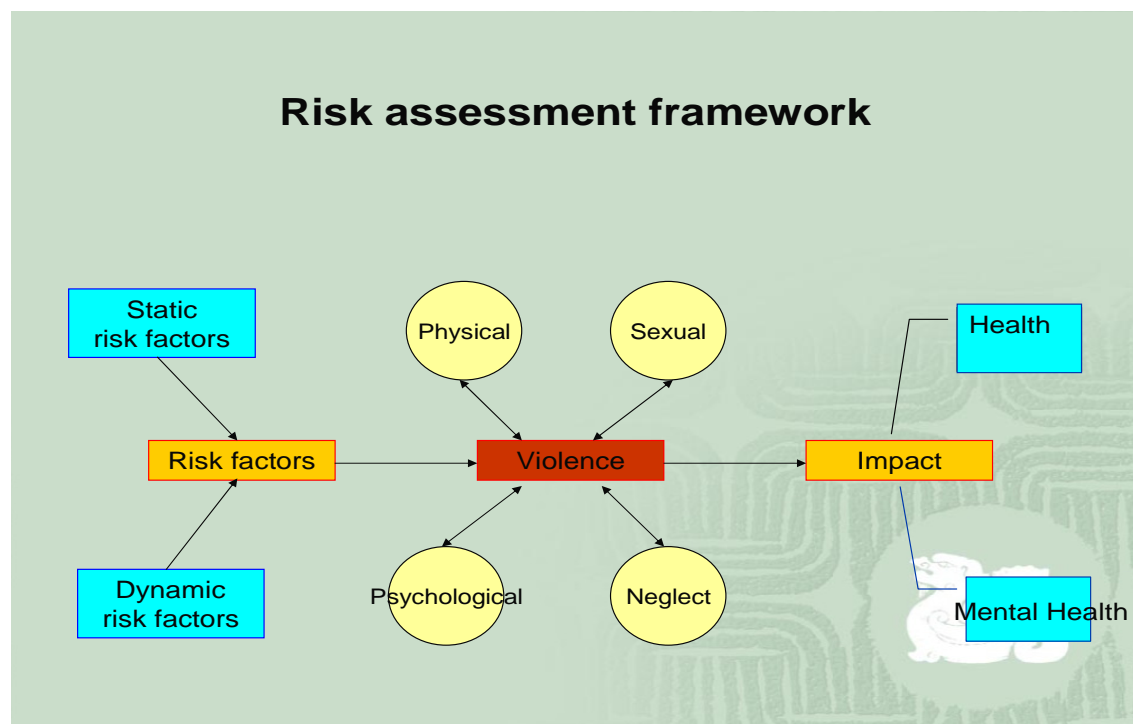 Risk assessment framework
Static
risk factors
Physical
Sexual
Health
Risk factors
Violence
Impact
Dynamic
risk factors
Psychological
Neglect
Mental Health